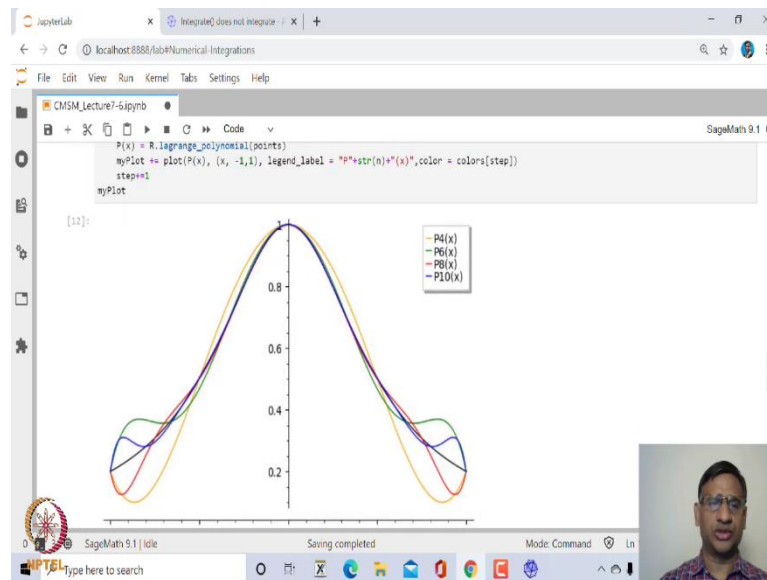 JupyterLab
Integrate() does not integrate
localhost:8888/lab#Numerical-Integrations
File Edit View Run Kernel Tabs Settings Help
CMSM_Lecture7-6.ipynb
Code
SageMath 9.1
P(x) = R.lagrange_polynomial(points)
myPlot += plot(P(x), (x, -1,1), legend_label = "P"+str(n)+"(x)",color = colors[step])
step+=1
myPlot
[12]:
1
P4(x)
P6(x)
P8(x)
P10(x)
0.8
0.6
0.4
0.2
SageMath 9.1 | Idle
Saving completed
Mode: Command
Ln
NPTEL
Type here to search